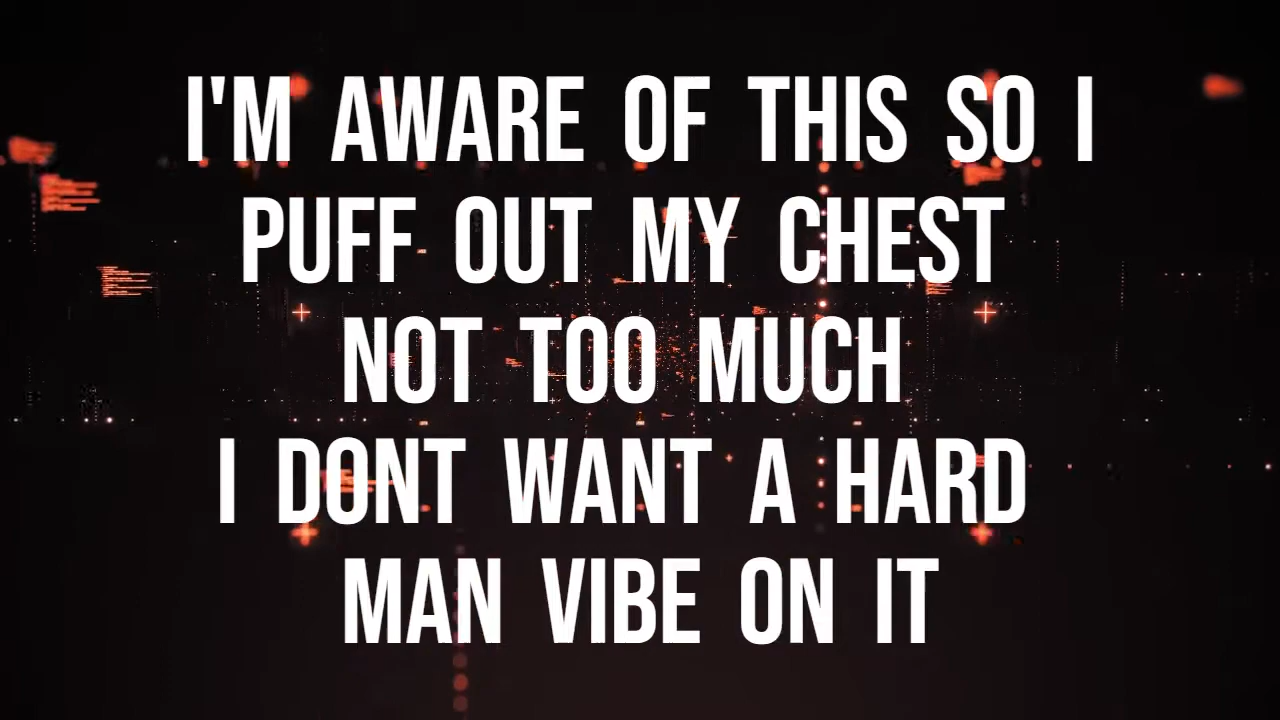 I'M AWARE OF THIS SO I
PUFF OUT MY CHEST
NOT TOO MUCH
I DONT WANT A HARD
MAN VIBE ON IT